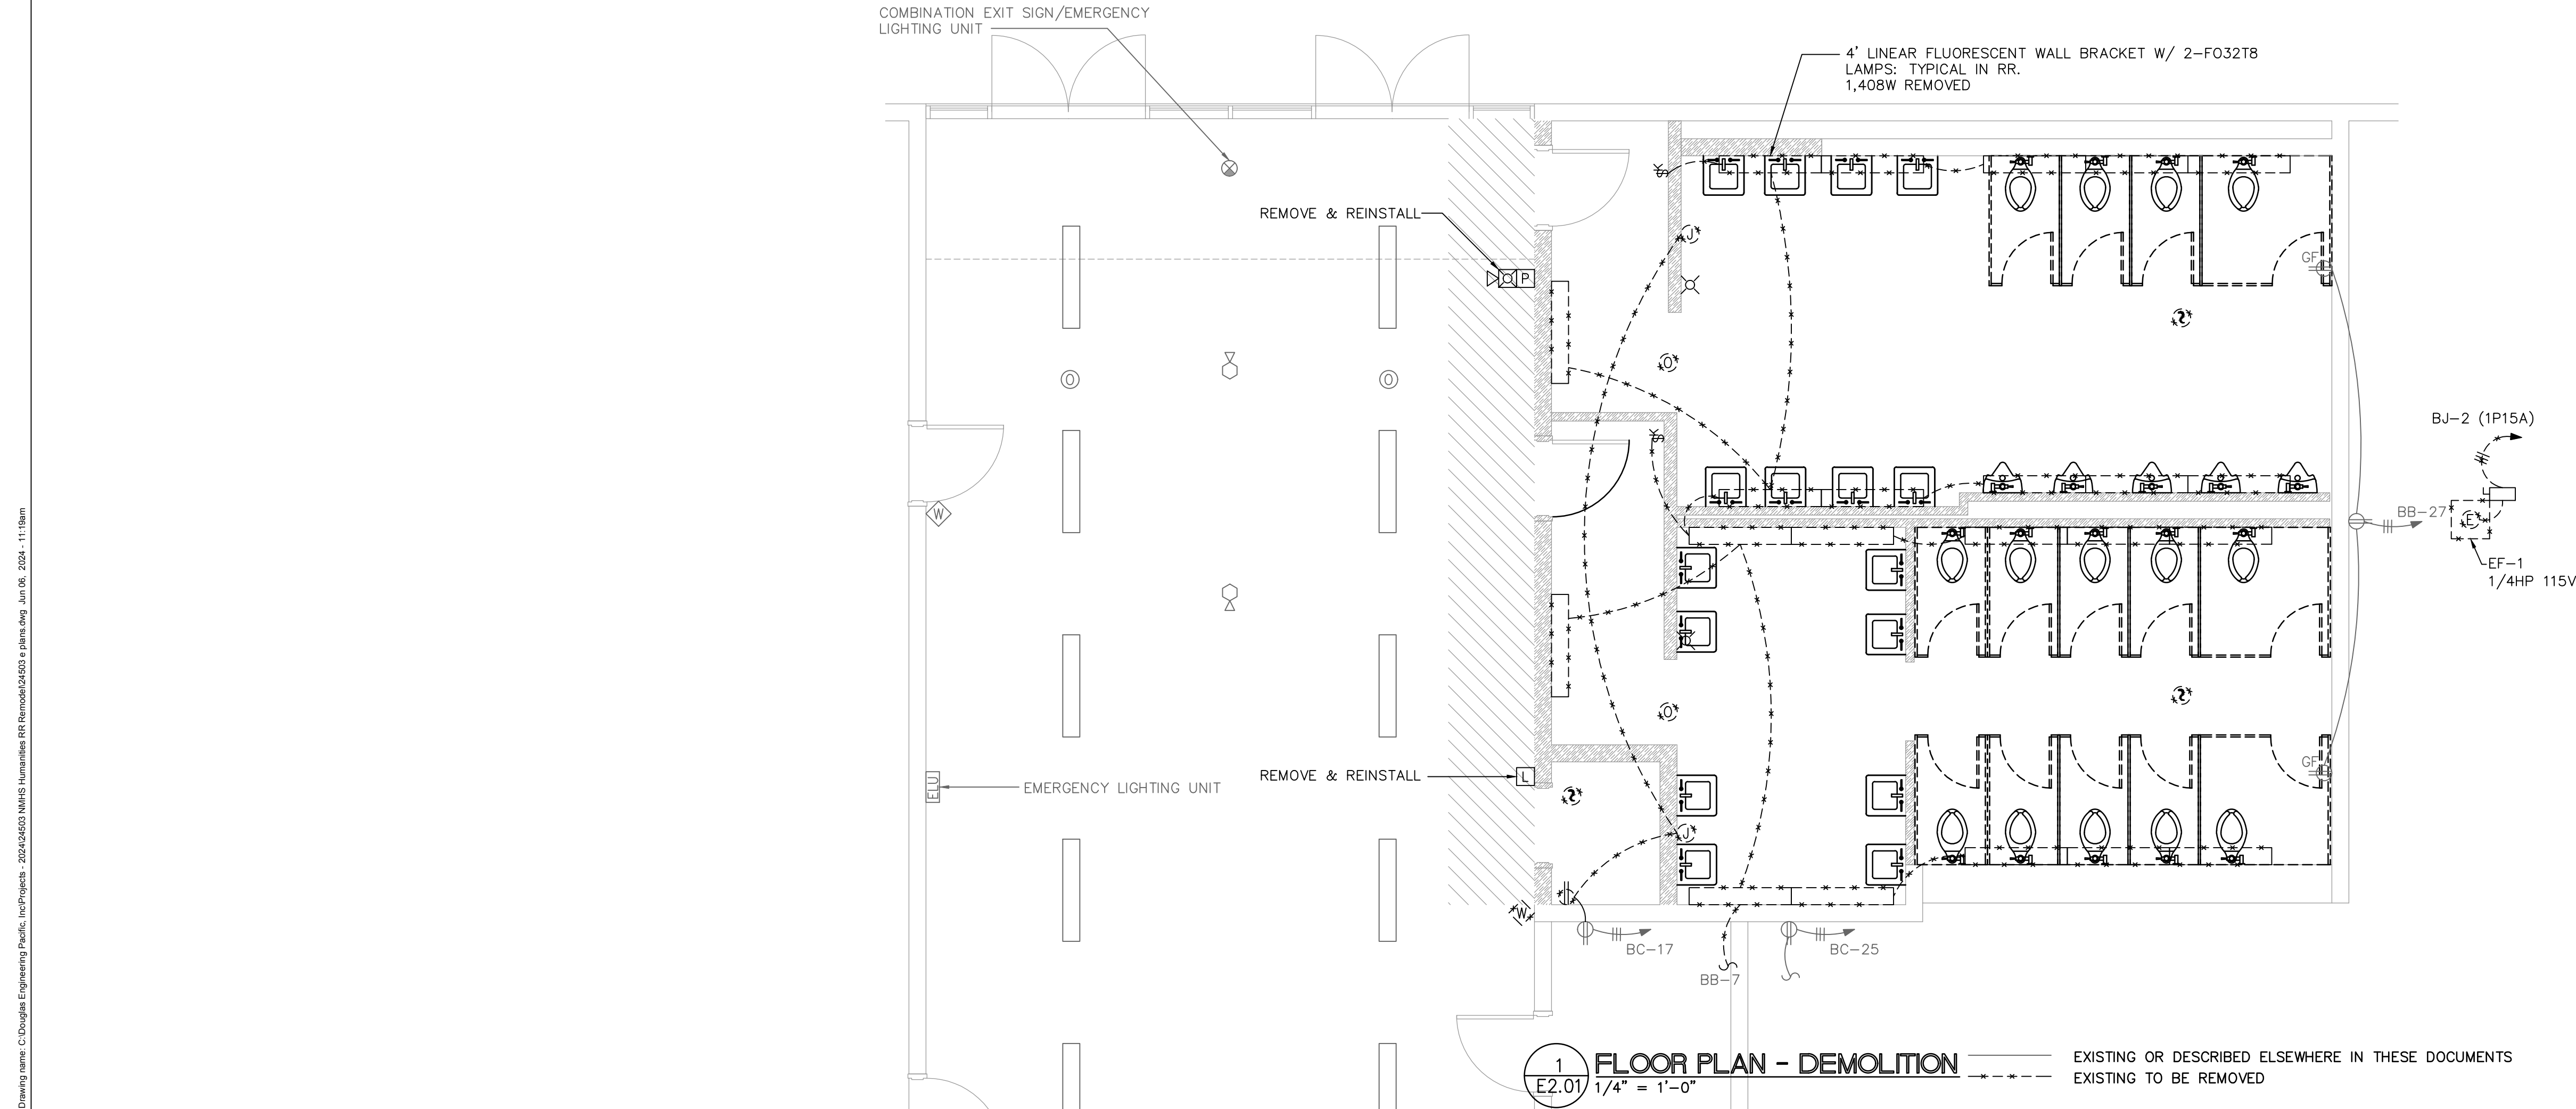 COMBINATION EXIT SIGN/EMERGENCY
LIGHTING UNIT
4' LINEAR FLUORESCENT WALL BRACKET W/ 2-FO32T8
LAMPS: TYPICAL IN RR.
1,408W REMOVED
$K
REMOVE & REINSTALL
J
P
GF
S
O
O
O
BJ-2 (1P15A)
$K
W
BB-27
E
EF-1
1/4HP 115V
S
O
GF
REMOVE & REINSTALL
L
ELU
EMERGENCY LIGHTING UNIT
S
J
W
BC-17
BC-25
BB-7
1
E2.01
FLOOR PLAN - DEMOLITION
1/4" = 1'-0"
EXISTING OR DESCRIBED ELSEWHERE IN THESE DOCUMENTS
EXISTING TO BE REMOVED
Drawing name: C:\Douglas Engineering Pacific, Inc\Projects - 2024\24503 NMHS Humanities RR Remodel\24503 e plans.dwg Jun 06, 2024 - 11:19am